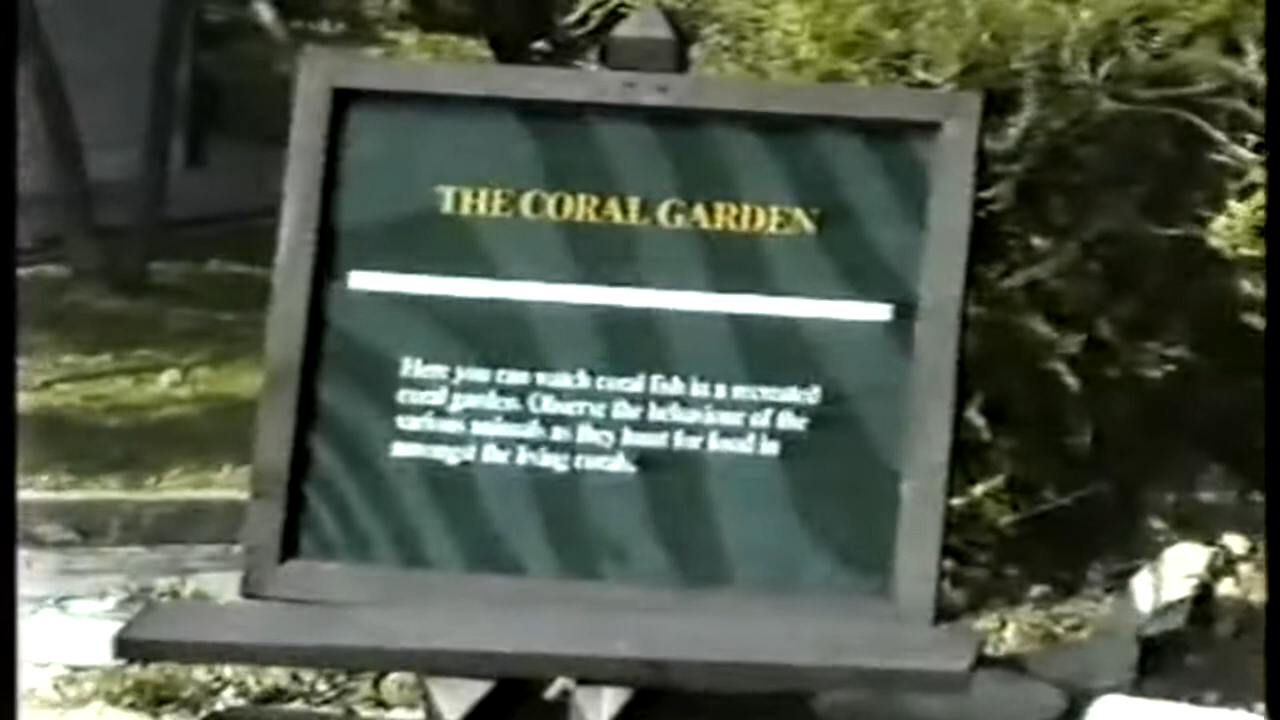 THE CORAL GARDEN
Here you can watch coral fish in a recreated
coral garden. Observe the behaviour of the
various animals as they hunt for food in
amongst the living corals.